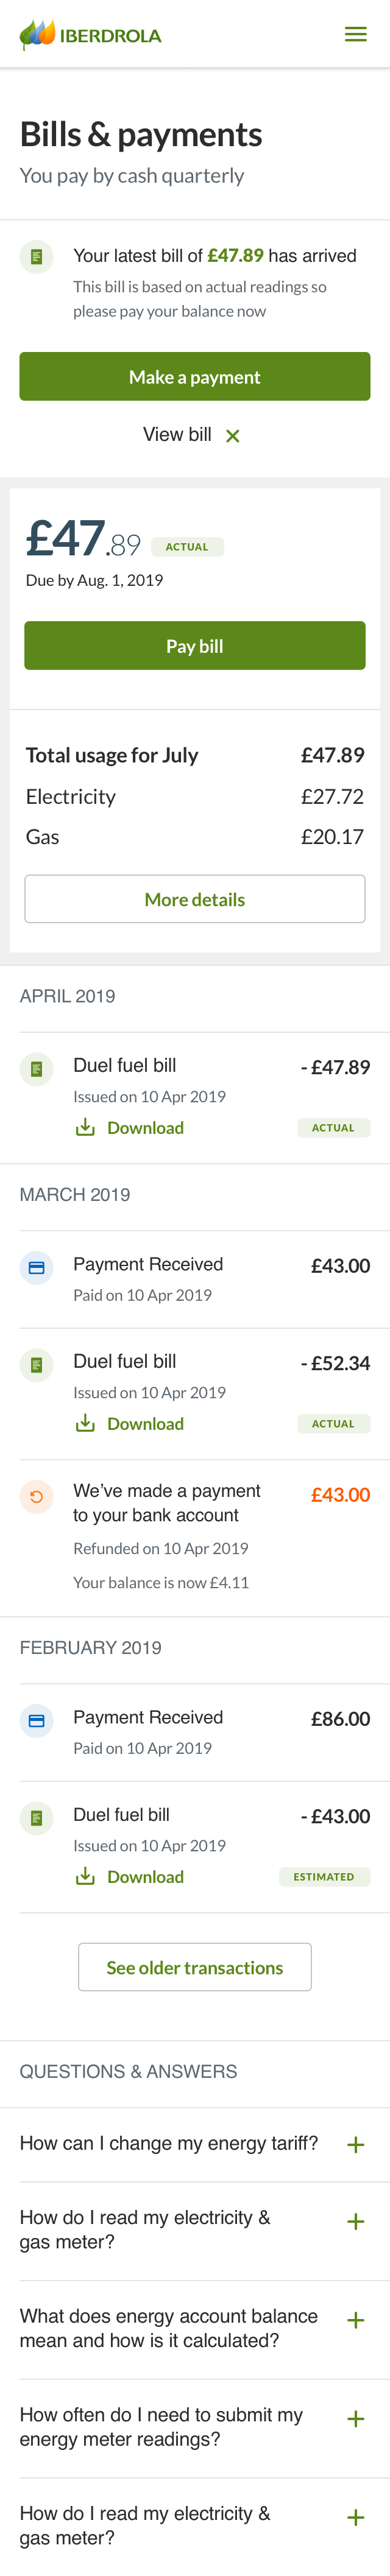 IBERDROLA
Bills & payments
You pay by cash quarterly
Your latest bill of £47.89 has arrived
This bill is based on actual readings so
please pay your balance now
Make a payment
View bill
£47.89 ACTUAL
Due by Aug. 1, 2019
Pay bill
Total usage for July £47.89
Electricity £27.72
Gas £20.17
More details
APRIL 2019
Duel fuel bill - £47.89
Issued on 10 Apr 2019
Download ACTUAL
MARCH 2019
Payment Received £43.00
Paid on 10 Apr 2019
Duel fuel bill - £52.34
Issued on 10 Apr 2019
Download ACTUAL
We've made a payment £43.00
to your bank account
Refunded on 10 Apr 2019
Your balance is now £4.11
FEBRUARY 2019
Payment Received £86.00
Paid on 10 Apr 2019
Duel fuel bill - £43.00
Issued on 10 Apr 2019
Download ESTIMATED
See older transactions
QUESTIONS & ANSWERS
How can I change my energy tariff?
How do I read my electricity &
gas meter?
What does energy account balance
mean and how is it calculated?
How often do I need to submit my
energy meter readings?
How do I read my electricity &
gas meter?